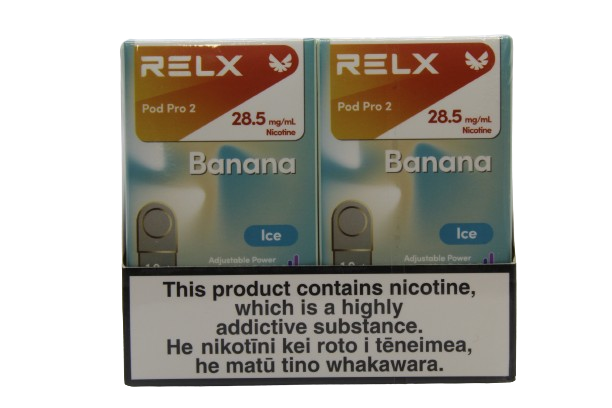 RELX
Pod Pro 2
28.5 mg/mL
Nicotine
Banana
Ice
Adjustable Power
RELX
Pod Pro 2
28.5 mg/mL
Nicotine
Banana
Ice
Adjustable Power
This product contains nicotine,
which is a highly
addictive substance.
He nikotīni kei roto i tēneimea,
he matū tino whakawara.